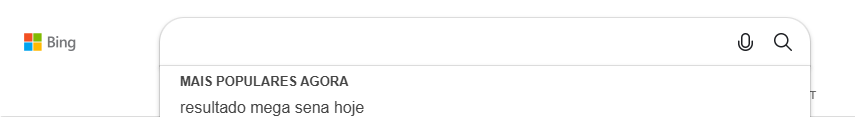 Bing
MAIS POPULARES AGORA
T
resultado mega sena hoje